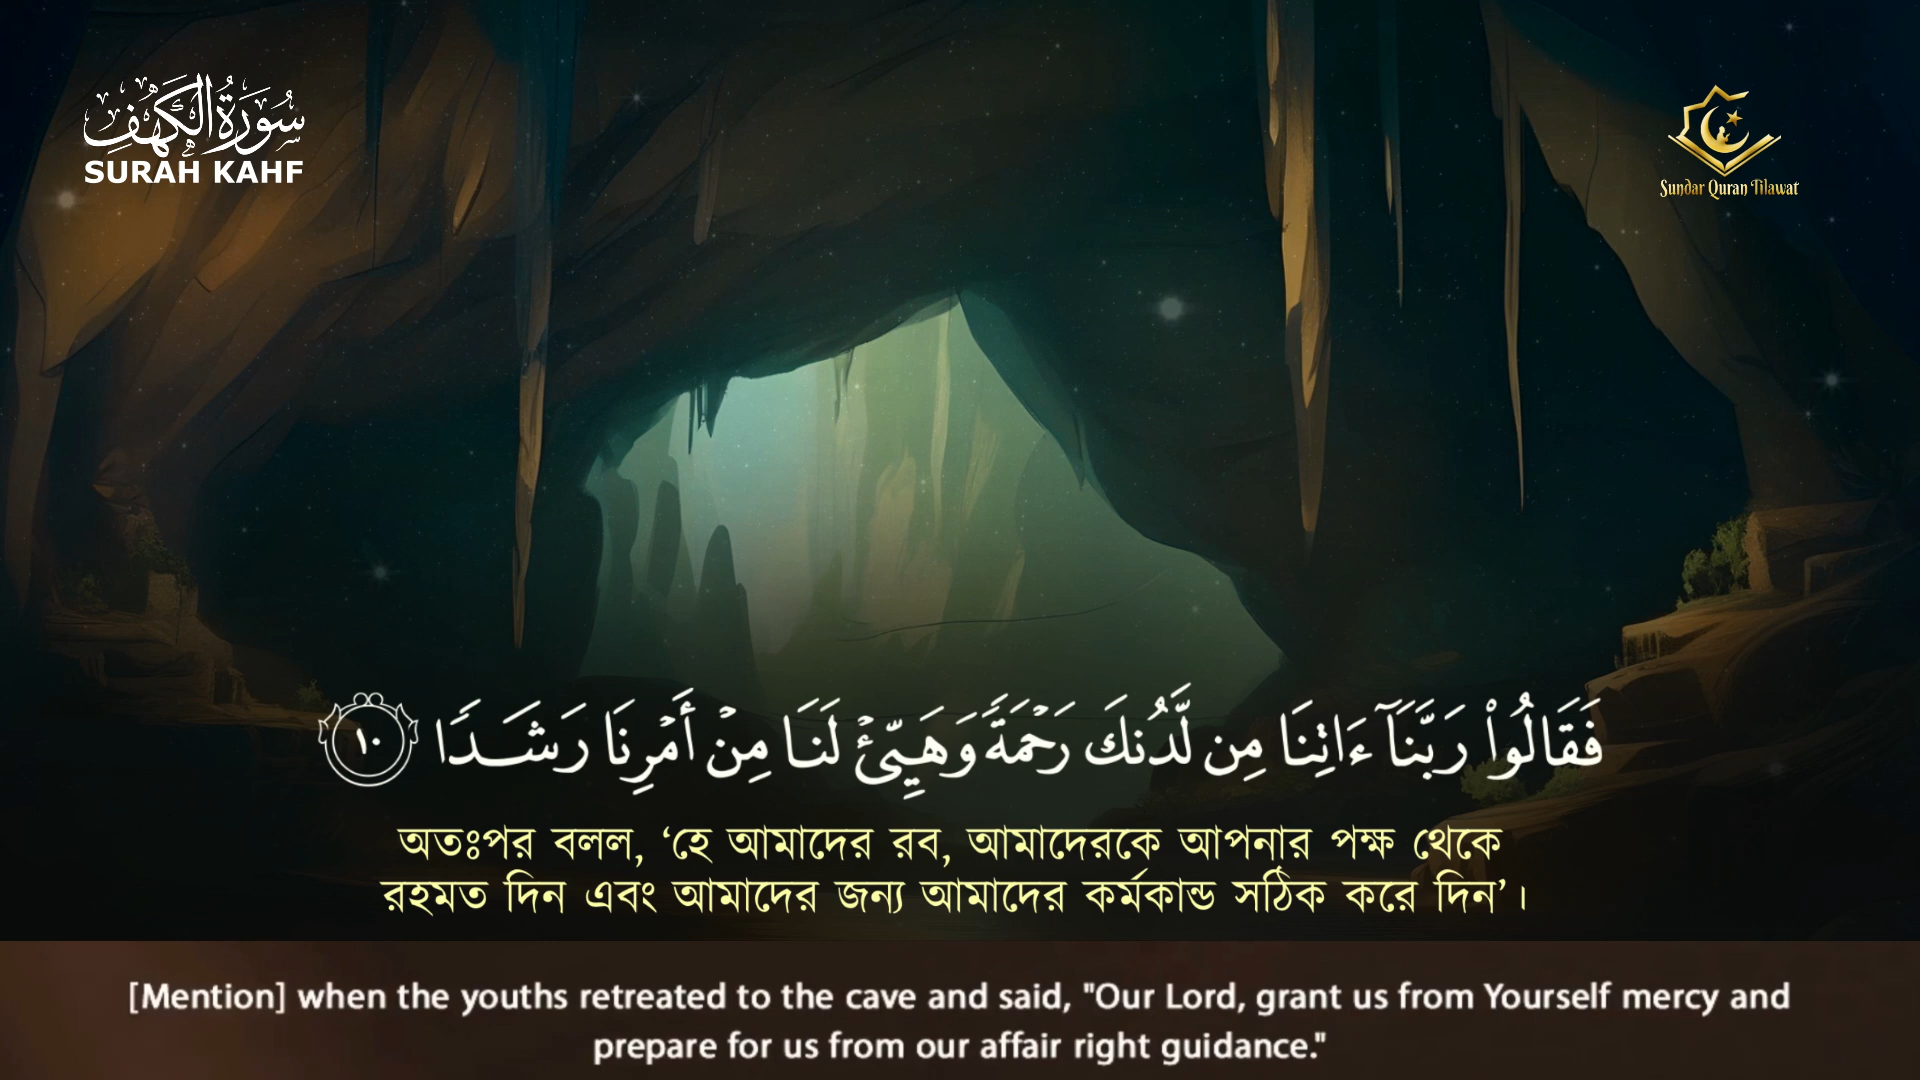 سُورَةُ الْكَهْفِ
SURAH KAHF
Sundar Quran Tilawat
فَقَالُوا۟ رَبَّنَآ ءَاتِنَا مِن لَّدُنكَ رَحْمَةً وَهَيِّئْ لَنَا مِنْ أَمْرِنَا رَشَدًا ١٠
অতঃপর বলল, ‘হে আমাদের রব, আমাদেরকে আপনার পক্ষ থেকে
রহমত দিন এবং আমাদের জন্য আমাদের কর্মকান্ড সঠিক করে দিন’।
[Mention] when the youths retreated to the cave and said, "Our Lord, grant us from Yourself mercy and
prepare for us from our affair right guidance."